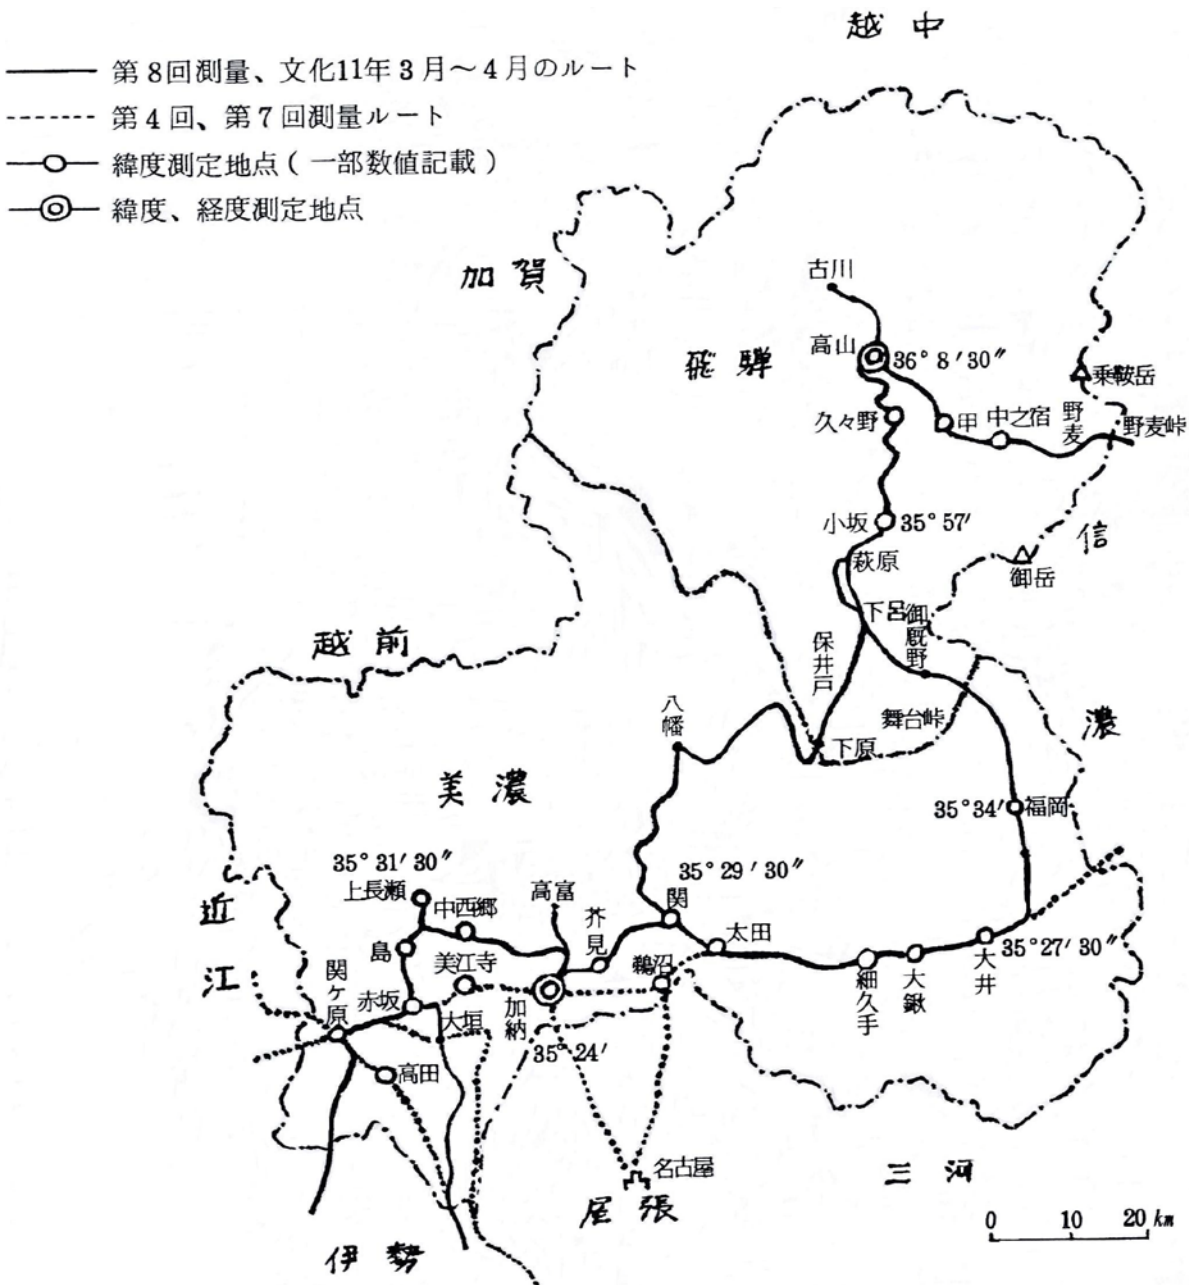 越中
第8回測量、文化11年3月～4月のルート
第4回、第7回測量ルート
緯度測定地点(一部数値記載)
緯度、経度測定地点
加賀
古川
飛騨
高山
36°8′30″
乗鞍岳
久々野
甲
中之宿
野麦
野麦峠
小坂
35°57′
信
萩原
御岳
下呂
御厩野
越前
保井戸
八幡
舞台峠
濃
下原
美濃
35°34′
福岡
35°31′30″
35°29′30″
上長瀬
高富
関
中西郷
芥見
太田
近
島
35°27′30″
美江寺
鵜沼
江
関ヶ原
赤坂
大垣
加納
細久手
大鍬
大井
35°24′
高田
名古屋
三河
尾張
0 10 20km
伊勢